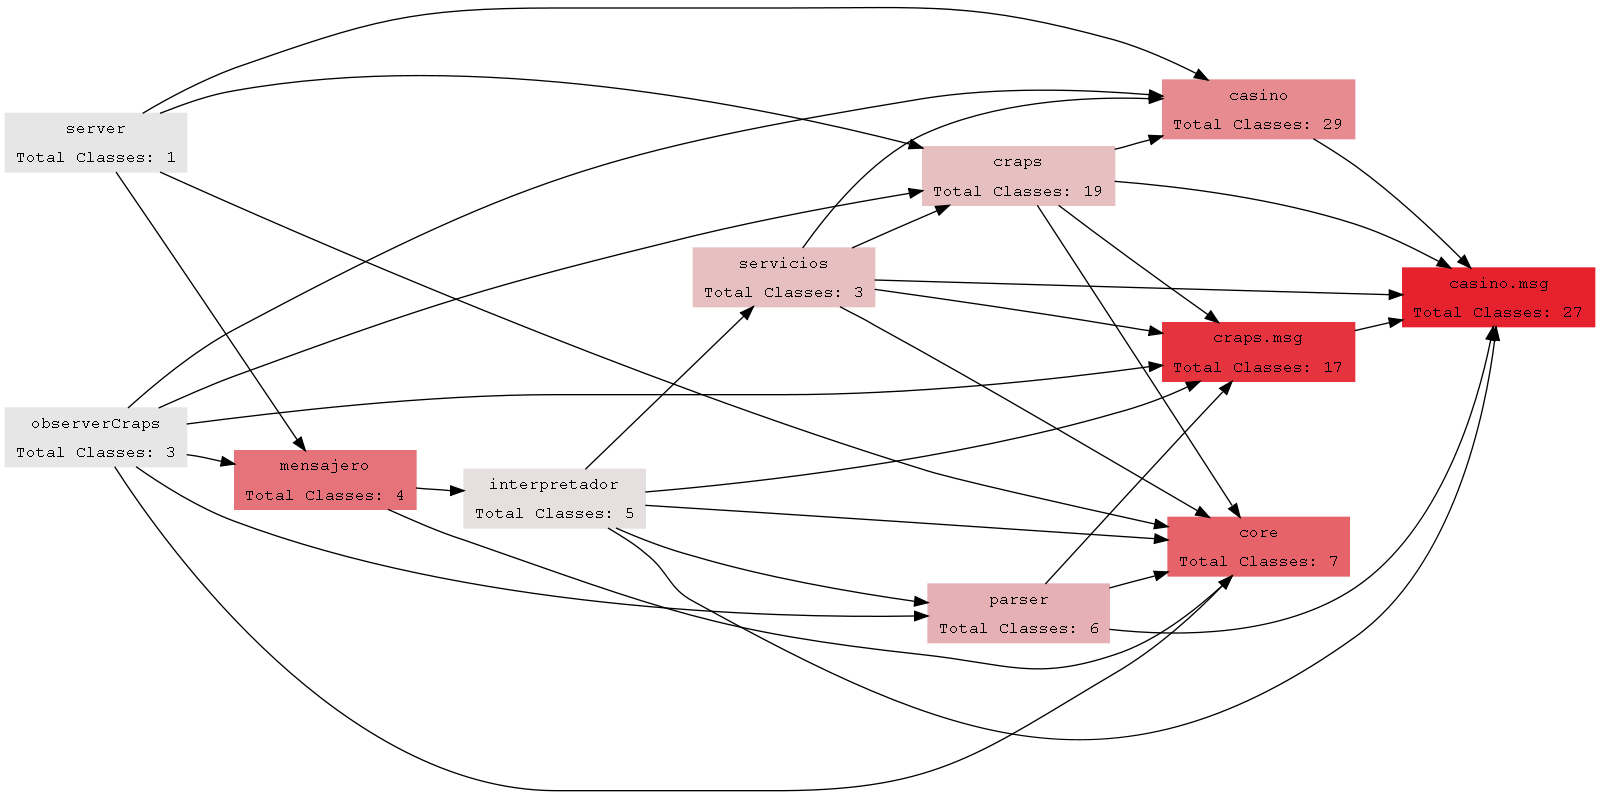 casino
Total Classes: 29
server
Total Classes: 1
craps
Total Classes: 19
servicios
Total Classes: 3
casino.msg
Total Classes: 27
craps.msg
Total Classes: 17
observerCraps
Total Classes: 3
mensajero
Total Classes: 4
interpretador
Total Classes: 5
core
Total Classes: 7
parser
Total Classes: 6